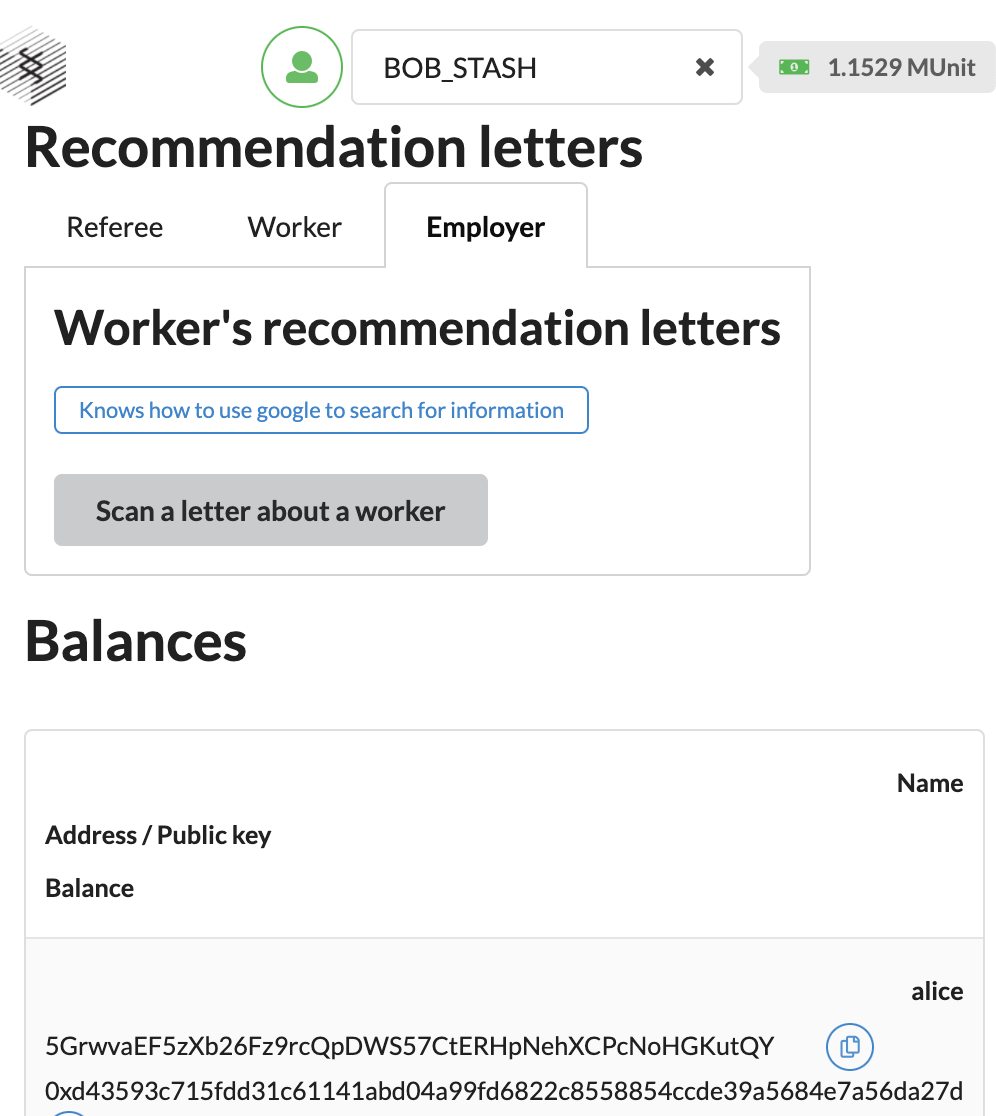 BOB_STASH
1.1529 MUnit
Recommendation letters
Referee Worker Employer
Worker's recommendation letters
Knows how to use google to search for information
Scan a letter about a worker
Balances
Name
Address / Public key
Balance
alice
5GrwvaEF5zXb26Fz9rcQpDWS57CtERHpNehXCPcNoHGKutQY
0xd43593c715fdd31c61141abd04a99fd6822c8558854ccde39a5684e7a56da27d